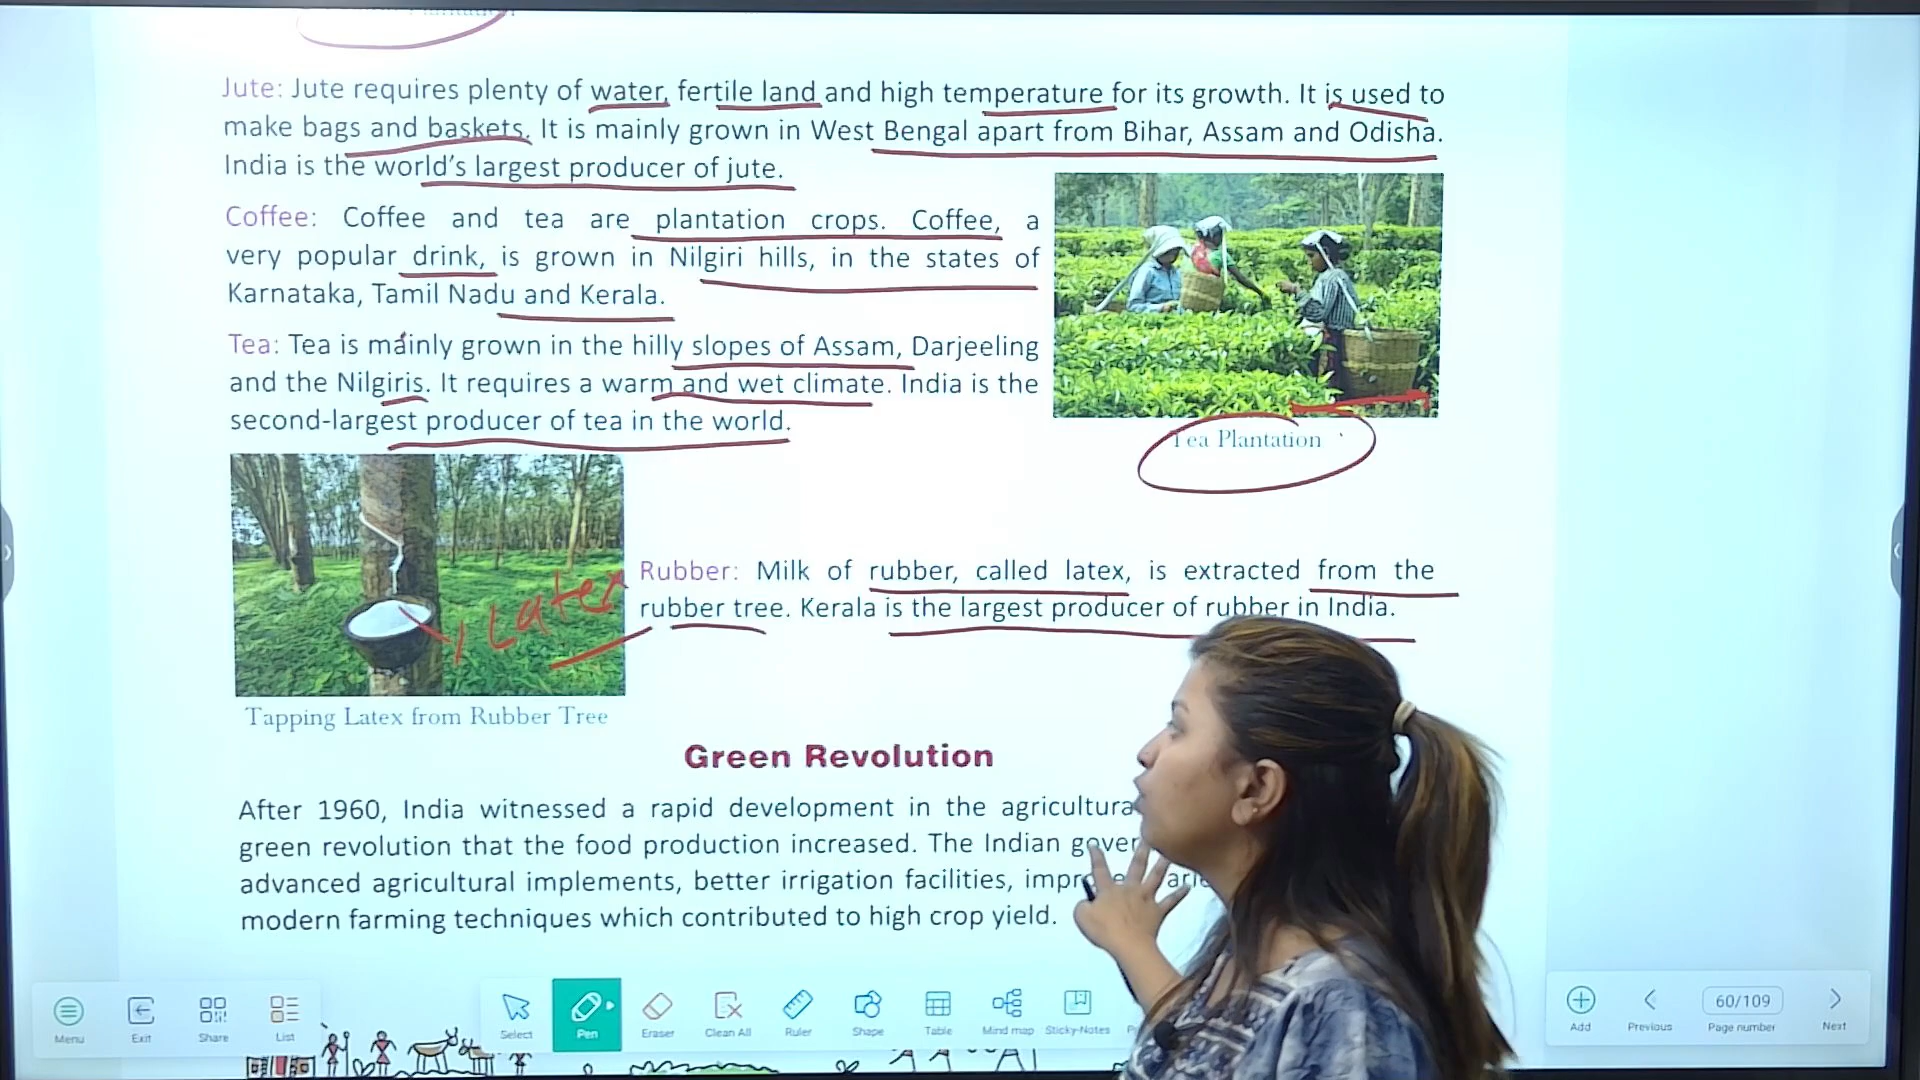 Jute: Jute requires plenty of water, fertile land and high temperature for its growth. It is used to
make bags and baskets. It is mainly grown in West Bengal apart from Bihar, Assam and Odisha.
India is the world's largest producer of jute.
Coffee: Coffee and tea are plantation crops. Coffee, a
very popular drink, is grown in Nilgiri hills, in the states of
Karnataka, Tamil Nadu and Kerala.
Tea: Tea is mainly grown in the hilly slopes of Assam, Darjeeling
and the Nilgiris. It requires a warm and wet climate. India is the
second-largest producer of tea in the world.
Tea Plantation
Latex
Rubber: Milk of rubber, called latex, is extracted from the
rubber tree. Kerala is the largest producer of rubber in India.
Tapping Latex from Rubber Tree
Green Revolution
After 1960, India witnessed a rapid development in the agricultura
green revolution that the food production increased. The Indian gover
advanced agricultural implements, better irrigation facilities, impr
modern farming techniques which contributed to high crop yield.
Menu Exit Share List Select Pen Eraser Clean All Ruler Shape Table Mind map Sticky-Notes Add Previous 60/109 Page number Next